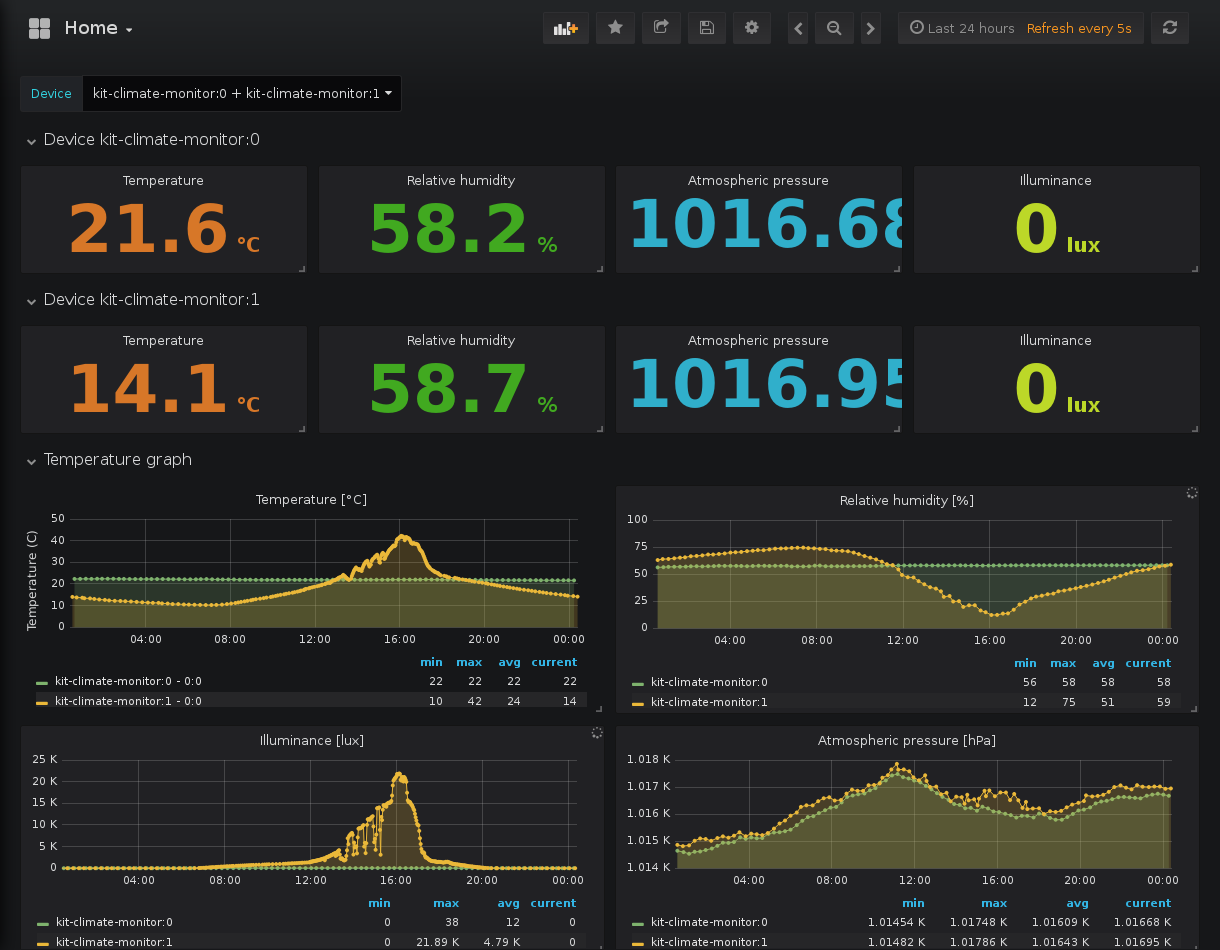 Home
Last 24 hours Refresh every 5s
Device kit-climate-monitor:0 + kit-climate-monitor:1
Device kit-climate-monitor:0
Temperature Relative humidity Atmospheric pressure Illuminance
21.6 °C 58.2 % 1016.68 0 lux
Device kit-climate-monitor:1
Temperature Relative humidity Atmospheric pressure Illuminance
14.1 °C 58.7 % 1016.95 0 lux
Temperature graph
Temperature [°C]
Temperature (C)
50
40
30
20
10
0
04:00 08:00 12:00 16:00 20:00 00:00
min max avg current
kit-climate-monitor:0 - 0:0 22 22 22 22
kit-climate-monitor:1 - 0:0 10 42 24 14
Relative humidity [%]
100
75
50
25
0
04:00 08:00 12:00 16:00 20:00 00:00
min max avg current
kit-climate-monitor:0 56 58 58 58
kit-climate-monitor:1 12 75 51 59
Illuminance [lux]
25 K
20 K
15 K
10 K
5 K
0
04:00 08:00 12:00 16:00 20:00 00:00
min max avg current
kit-climate-monitor:0 0 38 12 0
kit-climate-monitor:1 0 21.89 K 4.79 K 0
Atmospheric pressure [hPa]
1.018 K
1.017 K
1.016 K
1.015 K
1.014 K
04:00 08:00 12:00 16:00 20:00 00:00
min max avg current
kit-climate-monitor:0 1.01454 K 1.01748 K 1.01609 K 1.01668 K
kit-climate-monitor:1 1.01482 K 1.01786 K 1.01643 K 1.01695 K